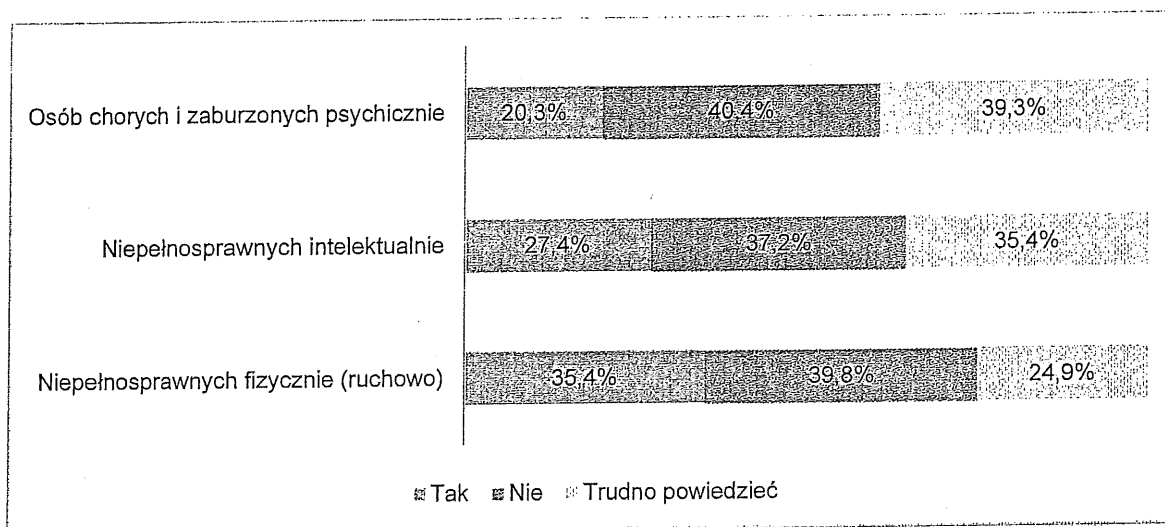 Osób chorych i zaburzonych psychicznie 20,3% 40,4% 39,3%
Niepełnosprawnych intelektualnie 27,4% 37,2% 35,4%
Niepełnosprawnych fizycznie (ruchowo) 35,4% 39,8% 24,9%
Tak Nie Trudno powiedzieć